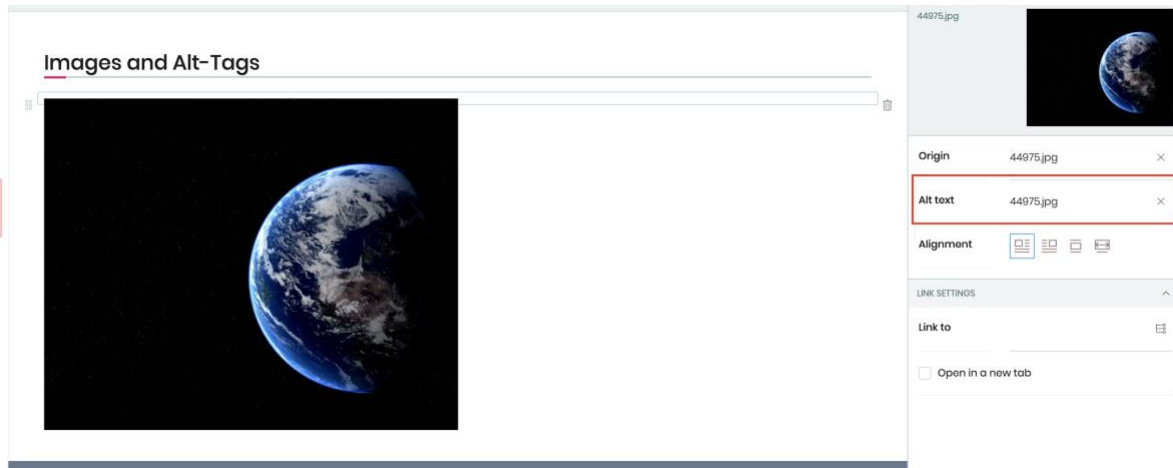 44975.jpg
Images and Alt-Tags
Origin 44975.jpg
Alt text 44975.jpg
Alignment
LINK SETTINGS
Link to
Open in a new tab